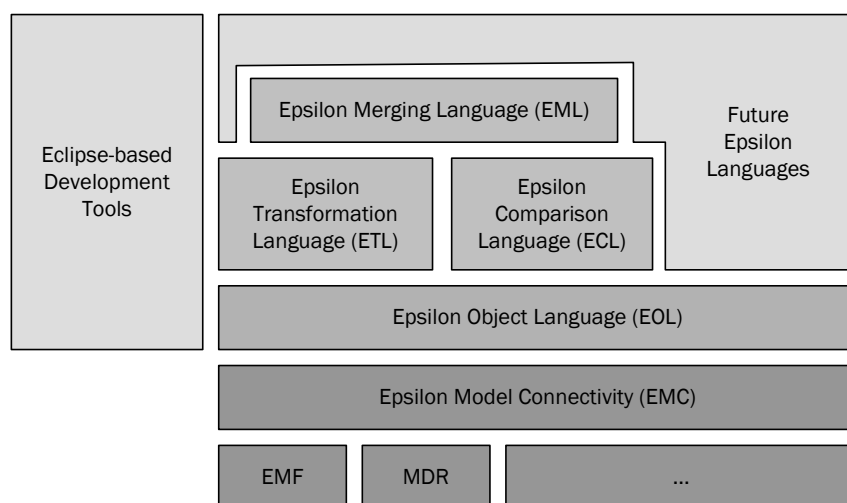 Epsilon Merging Language (EML)
Future
Epsilon
Languages
Eclipse-based
Development
Tools
Epsilon
Transformation
Language (ETL)
Epsilon
Comparison
Language (ECL)
Epsilon Object Language (EOL)
Epsilon Model Connectivity (EMC)
EMF
MDR
...